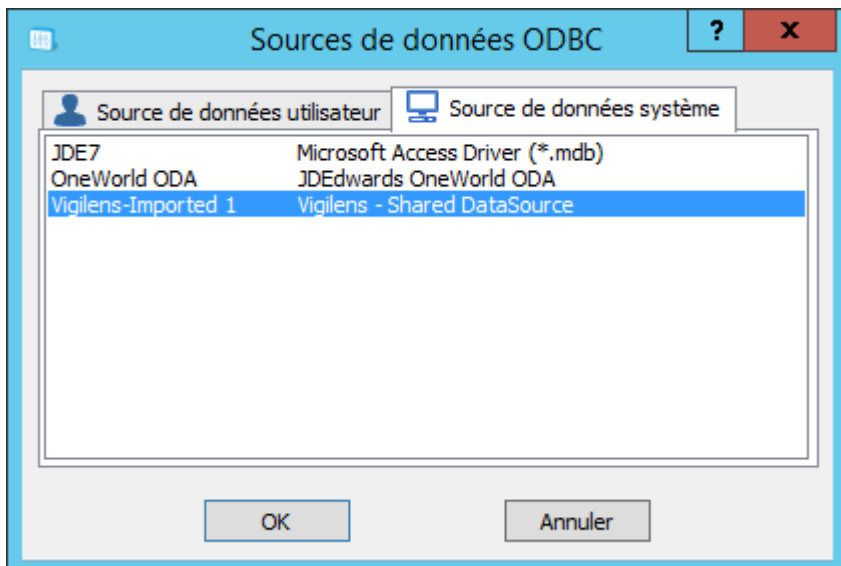 Sources de données ODBC
?
x
Source de données utilisateur
Source de données système
JDE7 Microsoft Access Driver (*.mdb)
OneWorld ODA JDEdwards OneWorld ODA
Vigilens-Imported 1 Vigilens - Shared DataSource
OK
Annuler